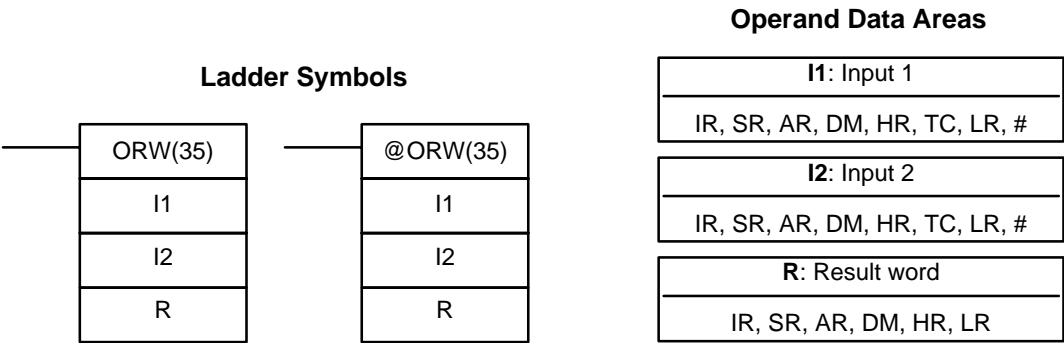 Ladder Symbols
ORW(35)
I1
I2
R
@ORW(35)
I1
I2
R
Operand Data Areas
I1: Input 1
IR, SR, AR, DM, HR, TC, LR, #
I2: Input 2
IR, SR, AR, DM, HR, TC, LR, #
R: Result word
IR, SR, AR, DM, HR, LR